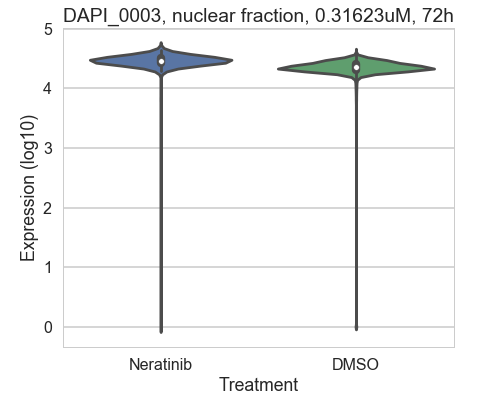 DAPI_0003, nuclear fraction, 0.31623uM, 72h
5
4
3
2
1
0
Expression (log10)
Neratinib
DMSO
Treatment